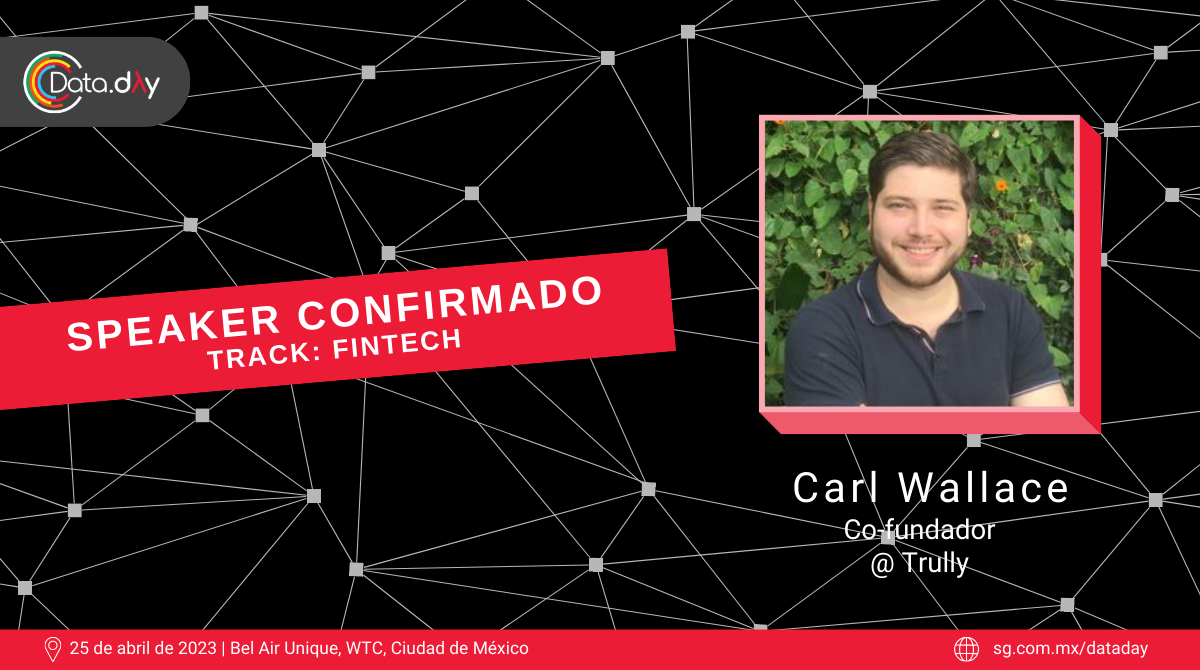 Data.day
SPEAKER CONFIRMADO
TRACK: FINTECH
Carl Wallace
Co-fundador
@ Trully
25 de abril de 2023 | Bel Air Unique, WTC, Ciudad de México
sg.com.mx/dataday